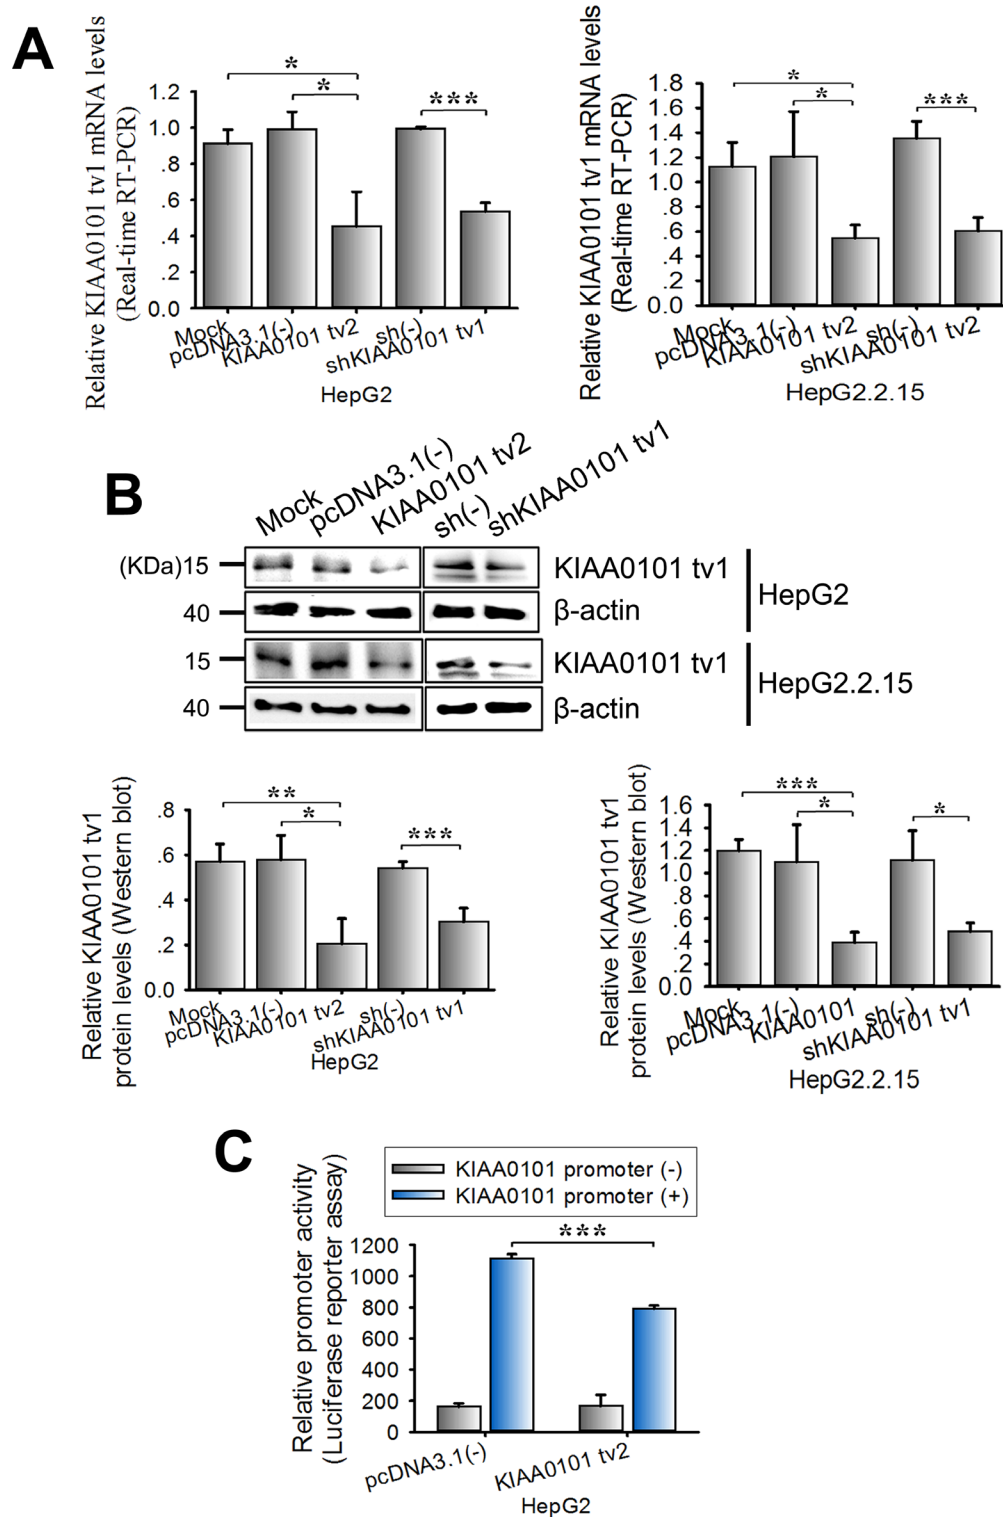 A
Relative KIAA0101 tv1 mRNA levels
(Real-time RT-PCR)
* 
*
***
1.2
1.0
.8
.6
.4
.2
0.0
Mock
pcDNA3.1(-)
KIAA0101 tv2
sh(-)
shKIAA0101 tv1
HepG2
Relative KIAA0101 tv1 mRNA levels
(Real-time RT-PCR)
*
*
***
1.8
1.6
1.4
1.2
1.0
.8
.6
.4
.2
0.0
Mock
pcDNA3.1(-)
KIAA0101 tv2
sh(-)
shKIAA0101 tv2
HepG2.2.15
B
Mock
pcDNA3.1(-)
KIAA0101 tv2
sh(-)
shKIAA0101 tv1
(KDa)15
KIAA0101 tv1
40
β-actin
HepG2
15
KIAA0101 tv1
40
β-actin
HepG2.2.15
Relative KIAA0101 tv1
protein levels (Western blot)
**
*
***
.8
.6
.4
.2
0.0
Mock
pcDNA3.1(-)
KIAA0101 tv2
sh(-)
shKIAA0101 tv1
HepG2
Relative KIAA0101 tv1
protein levels (Western blot)
***
*
*
1.6
1.4
1.2
1.0
.8
.6
.4
.2
0.0
Mock
pcDNA3.1(-)
KIAA0101
sh(-)
shKIAA0101 tv1
HepG2.2.15
C
KIAA0101 promoter (-)
KIAA0101 promoter (+)
Relative promoter activity
(Luciferase reporter assay)
***
1200
1000
800
600
400
200
0
pcDNA3.1(-)
KIAA0101 tv2
HepG2